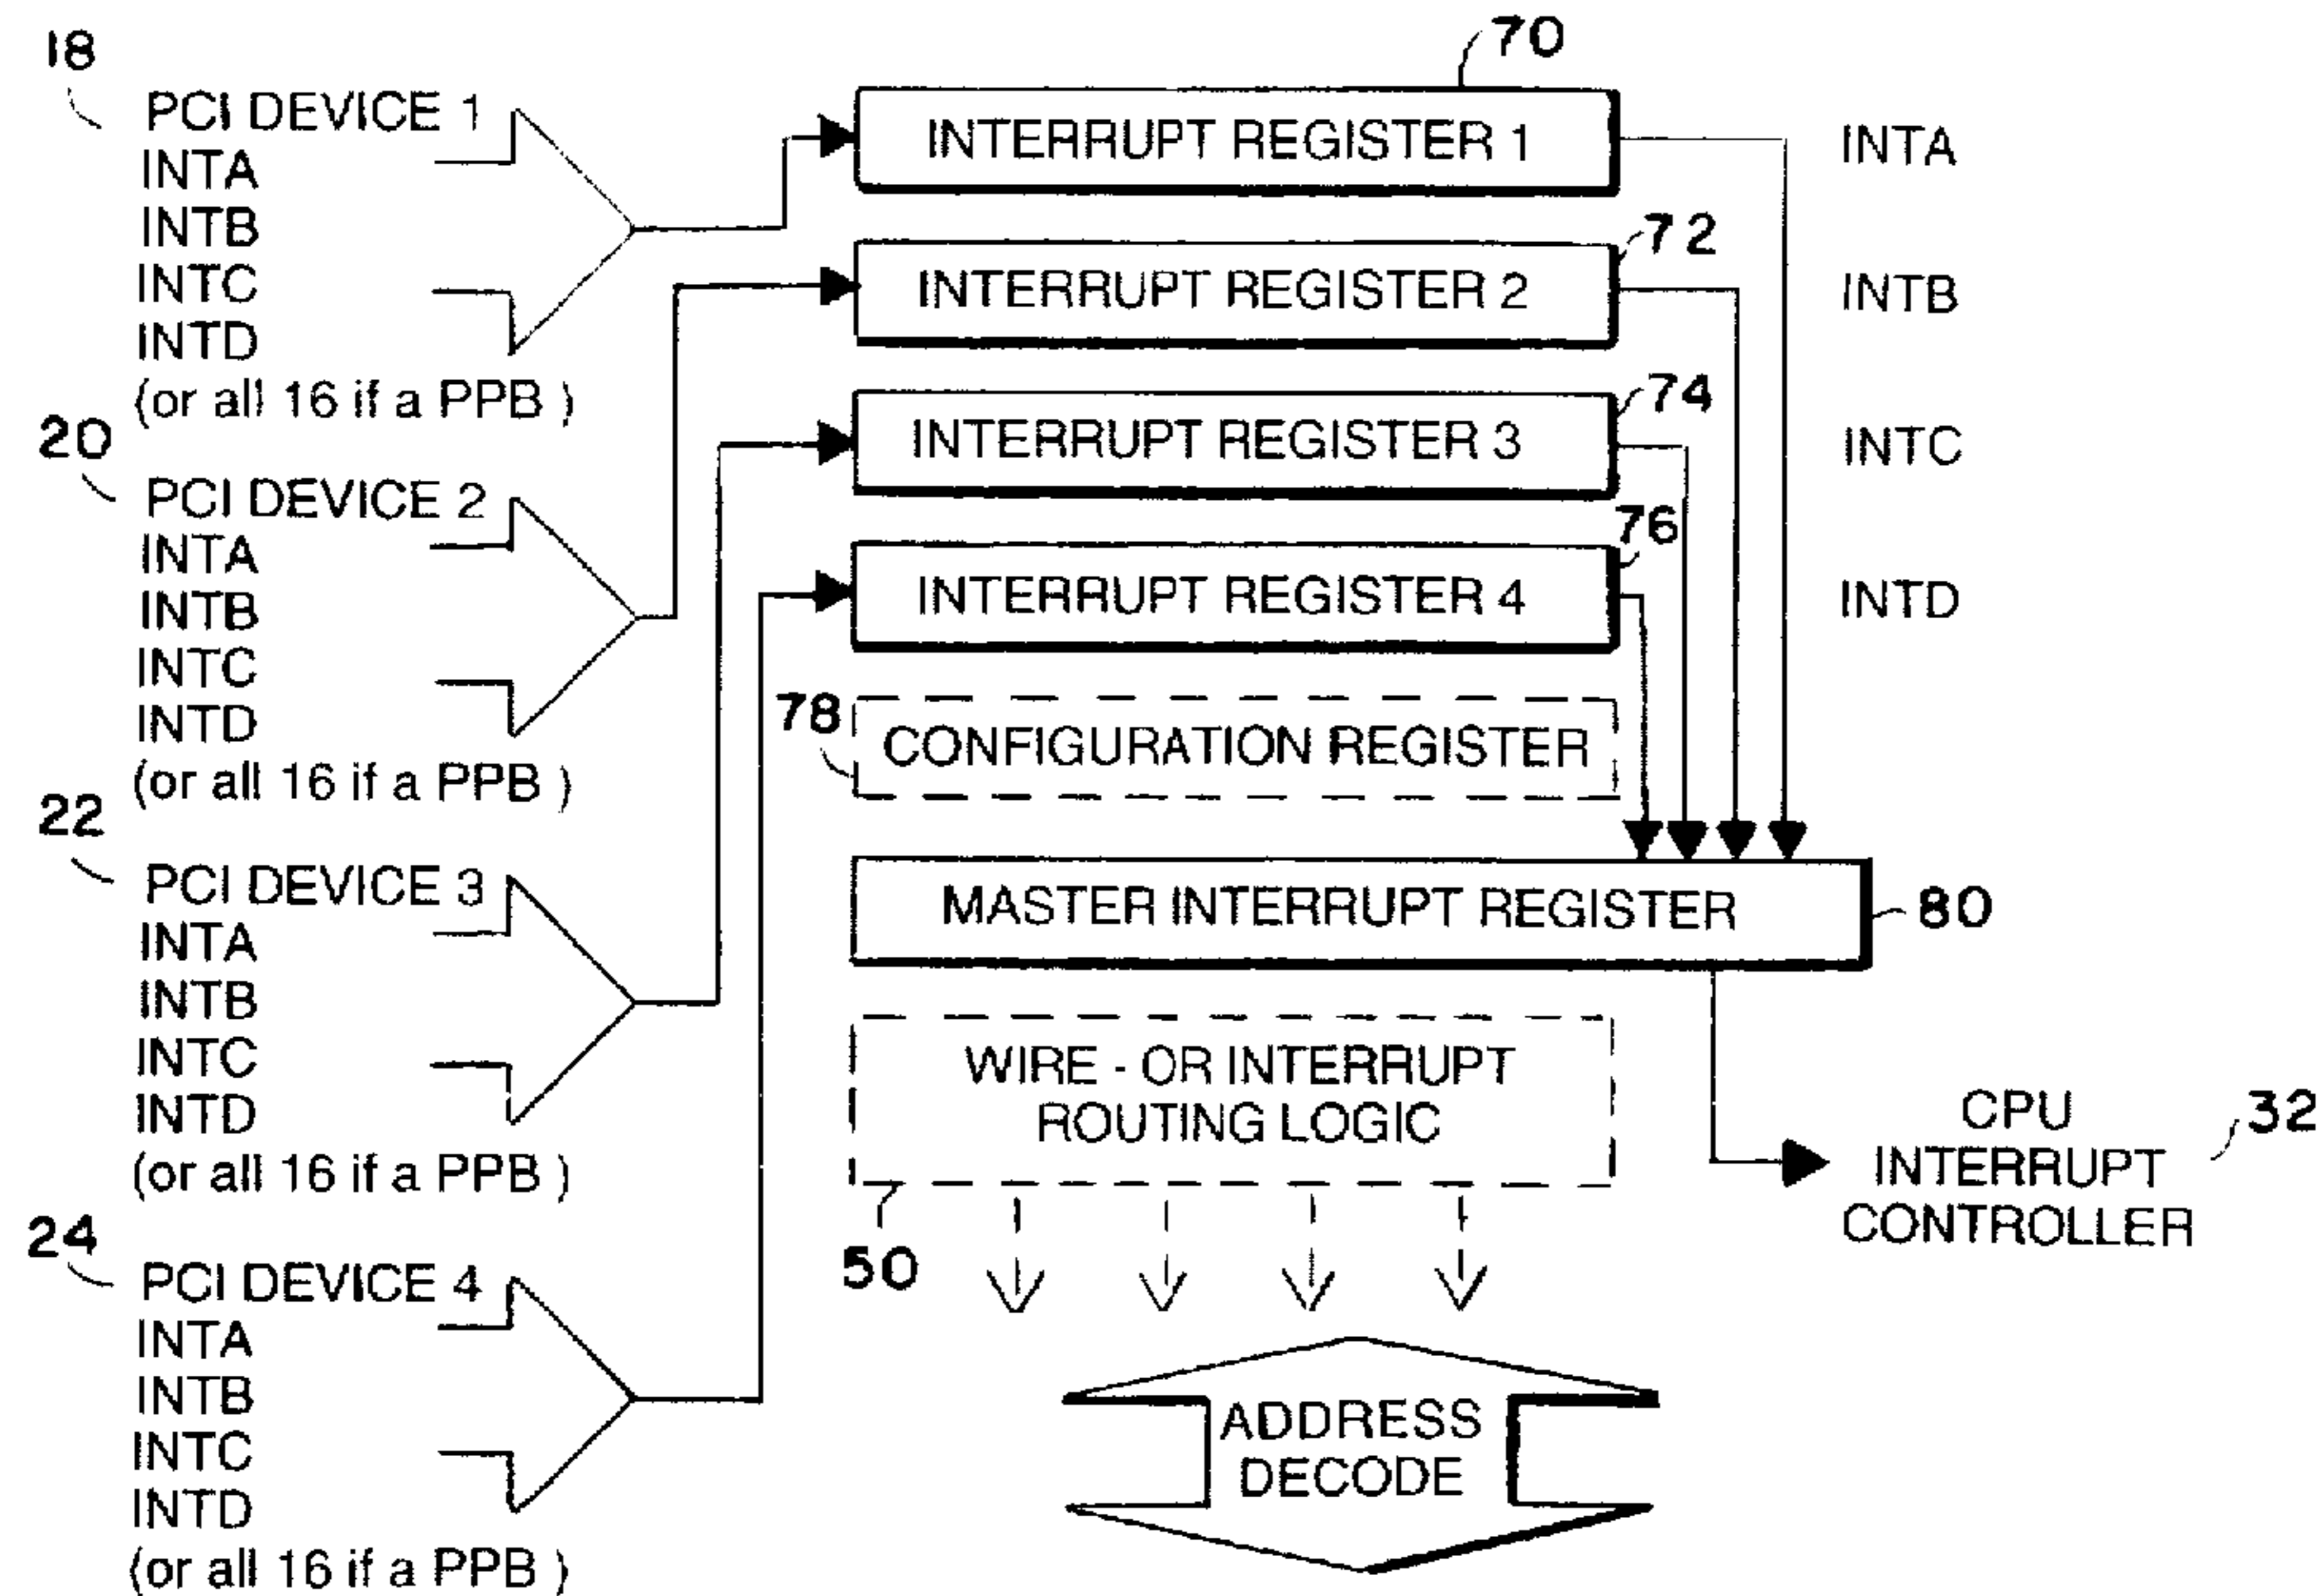 18
PCI DEVICE 1
INTA
INTB
INTC
INTD
(or all 16 if a PPB )
20
PCI DEVICE 2
INTA
INTB
INTC
INTD
(or all 16 if a PPB )
22
PCI DEVICE 3
INTA
INTB
INTC
INTD
(or all 16 if a PPB )
24
PCI DEVICE 4
INTA
INTB
INTC
INTD
(or all 16 if a PPB )
70
INTERRUPT REGISTER 1
INTA
72
INTERRUPT REGISTER 2
INTB
74
INTERRUPT REGISTER 3
INTC
76
INTERRUPT REGISTER 4
INTD
78
CONFIGURATION REGISTER
MASTER INTERRUPT REGISTER
80
WIRE - OR INTERRUPT
ROUTING LOGIC
50
CPU
INTERRUPT
CONTROLLER
32
ADDRESS
DECODE